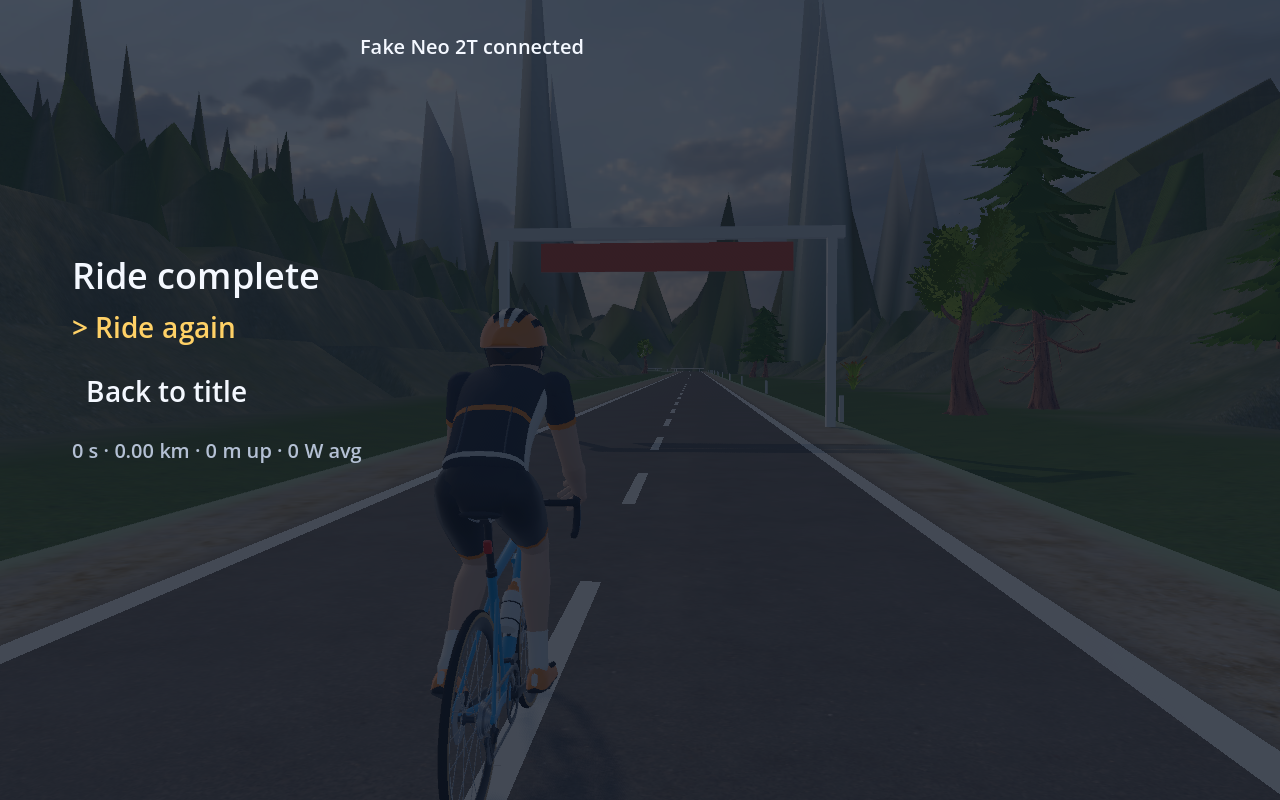 Fake Neo 2T connected
Ride complete
> Ride again
Back to title
0 s · 0.00 km · 0 m up · 0 W avg